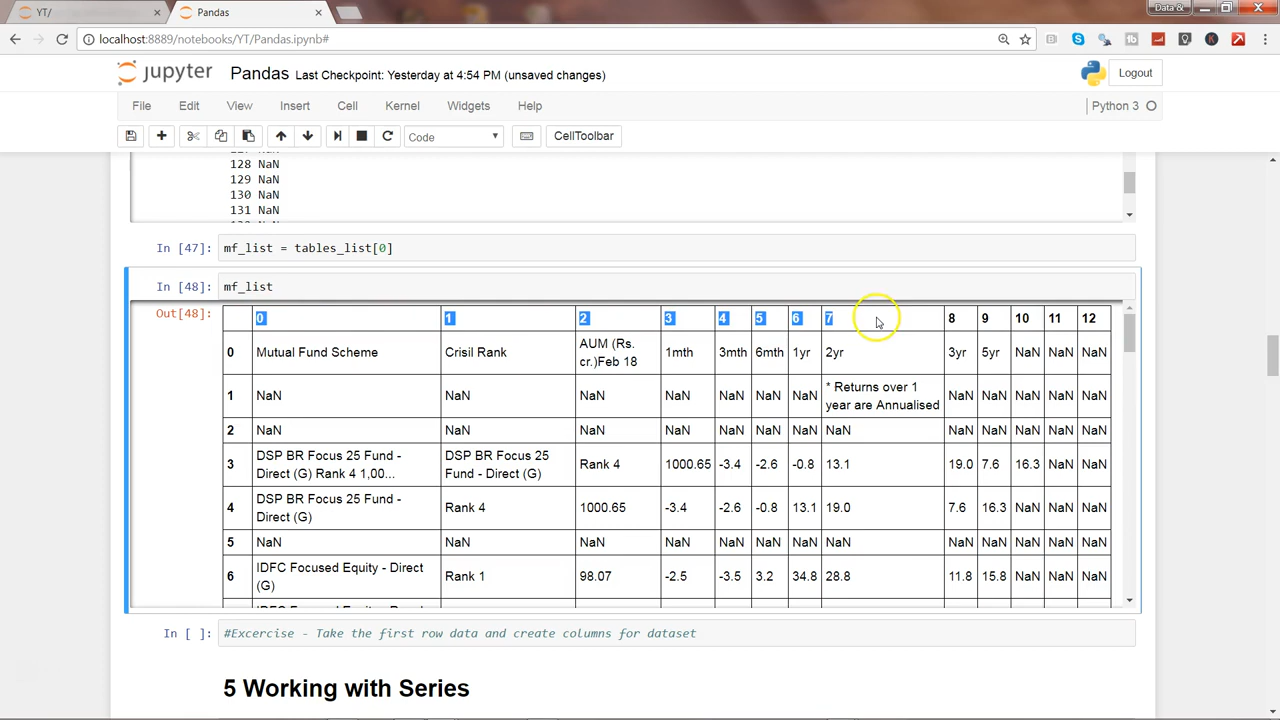 YT/
Pandas
Data &
localhost:8889/notebooks/YT/Pandas.ipynb#
jupyter Pandas Last Checkpoint: Yesterday at 4:54 PM (unsaved changes)
Logout
File Edit View Insert Cell Kernel Widgets Help
Python 3
Code
CellToolbar
128 NaN
129 NaN
130 NaN
131 NaN
In [47]: mf_list = tables_list[0]
In [48]: mf_list
Out[48]:
0 1 2 3 4 5 6 7 8 9 10 11 12
0 Mutual Fund Scheme Crisil Rank AUM (Rs. cr.)Feb 18 1mth 3mth 6mth 1yr 2yr 3yr 5yr NaN NaN NaN
1 NaN NaN NaN NaN NaN NaN NaN * Returns over 1 year are Annualised NaN NaN NaN NaN NaN
2 NaN NaN NaN NaN NaN NaN NaN NaN NaN NaN NaN NaN NaN
3 DSP BR Focus 25 Fund - Direct (G) Rank 4 1,00... DSP BR Focus 25 Fund - Direct (G) Rank 4 1000.65 -3.4 -2.6 -0.8 13.1 19.0 7.6 16.3 NaN NaN
4 DSP BR Focus 25 Fund - Direct (G) Rank 4 1000.65 -3.4 -2.6 -0.8 13.1 19.0 7.6 16.3 NaN NaN NaN
5 NaN NaN NaN NaN NaN NaN NaN NaN NaN NaN NaN NaN NaN
6 IDFC Focused Equity - Direct (G) Rank 1 98.07 -2.5 -3.5 3.2 34.8 28.8 11.8 15.8 NaN NaN NaN
In [ ]: #Excercise - Take the first row data and create columns for dataset
5 Working with Series